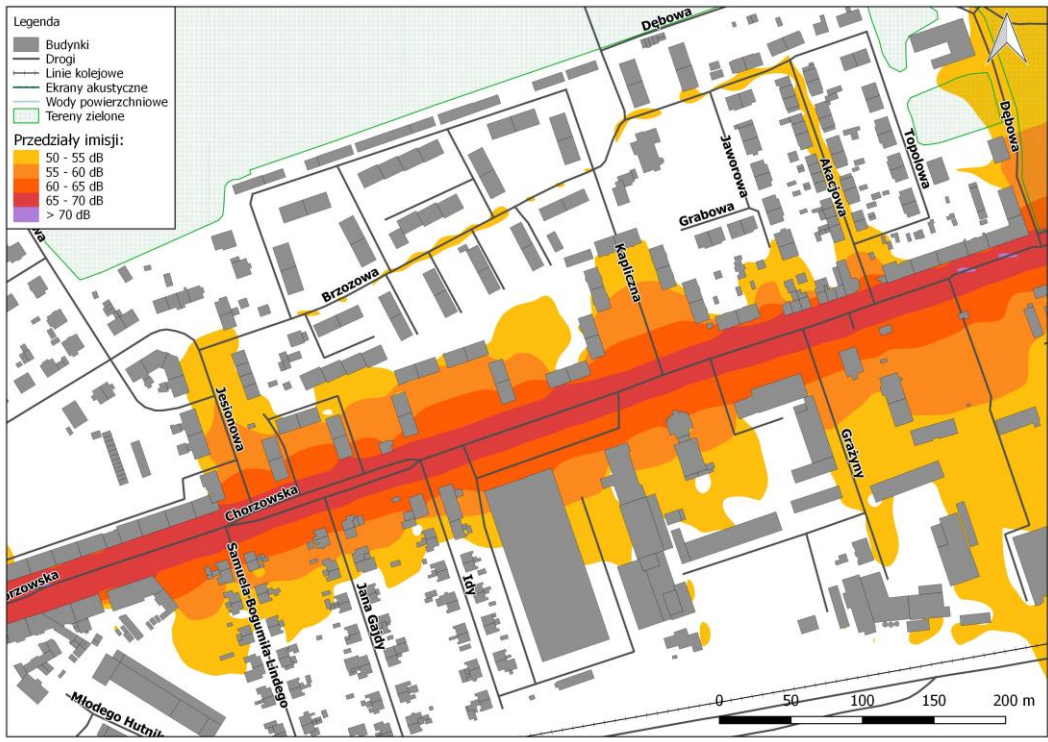 Legenda
Budynki
Drogi
Linie kolejowe
Ekrany akustyczne
Wody powierzchniowe
Tereny zielone
Przedziały imisji:
50 - 55 dB
55 - 60 dB
60 - 65 dB
65 - 70 dB
> 70 dB
Dębowa
Dębowa
Topolowa
Akacjowa
Jaworowa
Grabowa
Kapliczna
Brzozowa
Jesionowa
Chorzowska
Grażyny
Samuela-Bogumiła-Lindego
Jana Gajdy
Idy
Młodego Hutnik
0 50 100 150 200 m